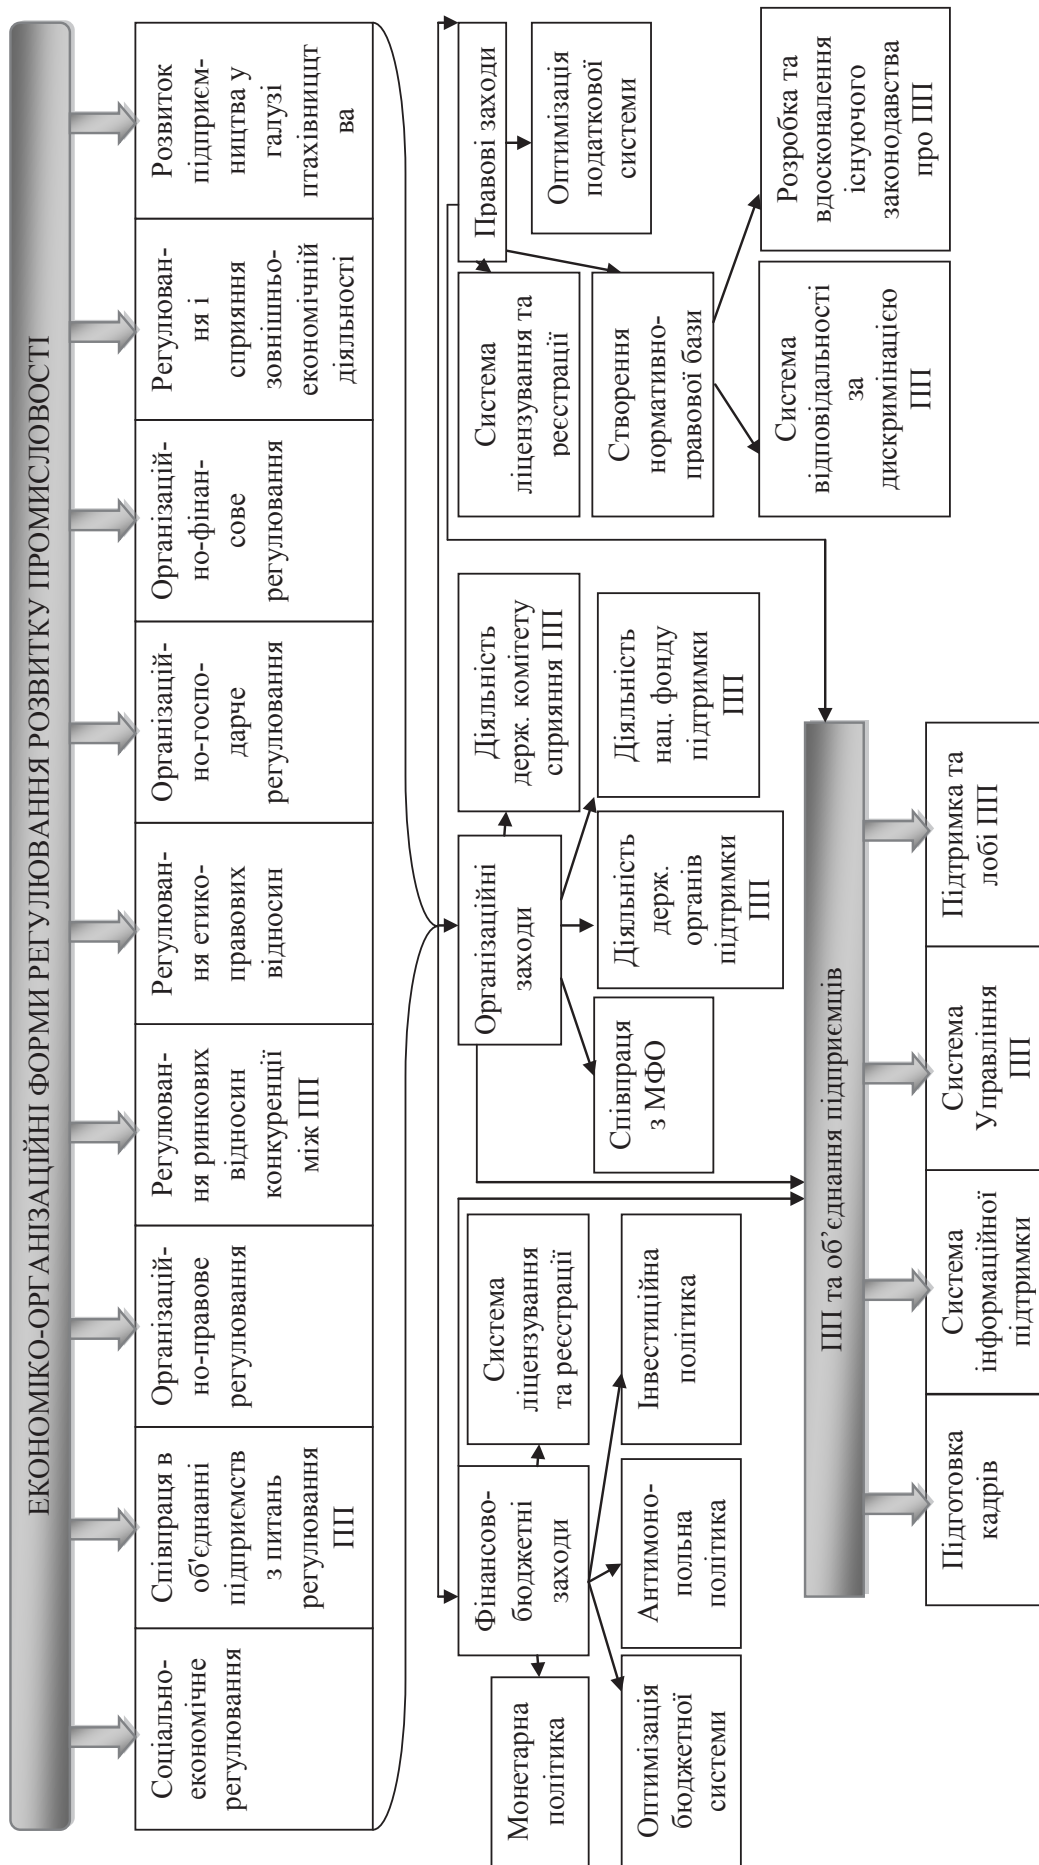 ЕКОНОМІКО-ОРГАНІЗАЦІЙНІ ФОРМИ РЕГУЛЮВАННЯ РОЗВИТКУ ПРОМИСЛОВОСТІ
Соціально-
економічне
регулювання
Співпраця в
об'єднанні
підприємств
з питань
регулювання
ПП
Організацій-
но-правове
регулювання
Регулюван-
ня ринкових
відносин
конкуренції
між ПП
Регулюван-
ня етико-
правових
відносин
Організацій-
но-госпо-
дарче
регулювання
Організацій-
но-фінан-
сове
регулювання
Регулюван-
ня і
сприяння
зовнішньо-
економічній
діяльності
Розвиток
підприєм-
ництва у
галузі
птахівниццт
ва
Фінансово-
бюджетні
заходи
Монетарна
політика
Система
ліцензування
та реєстрації
Оптимізація
бюджетної
системи
Антимоно-
польна
політика
Інвестиційна
політика
Організаційні
заходи
Діяльність
держ. комітету
сприяння ПП
Співпраця
з МФО
Діяльність
держ.
органів
підтримки
ПП
Діяльність
нац. фонду
підтримки
ПП
Правові заходи
Система
ліцензування та
реєстрації
Оптимізація
податкової
системи
Створення
нормативно-
правової бази
Система
відповідальності
за
дискримінацією
ПП
Розробка та
вдосконалення
існуючого
законодавства
про ПП
ПП та об’єднання підприємців
Підготовка
кадрів
Система
інформаційної
підтримки
Система
Управління
ПП
Підтримка та
лобі ПП